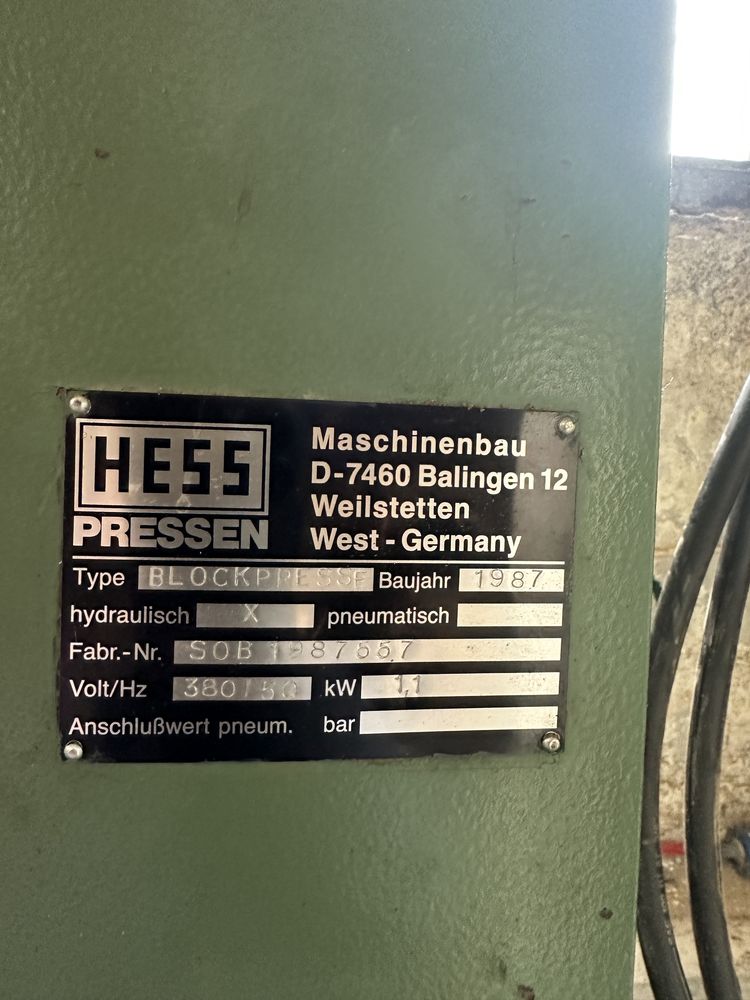 HESS
PRESSEN
Maschinenbau
D-7460 Balingen 12
Weilstetten
West - Germany
Type BLOCKPRESSE Baujahr 1987
hydraulisch X pneumatisch
Fabr.-Nr. SOB 1987557
Volt/Hz 380/50 kW 1,1
Anschlußwert pneum. bar